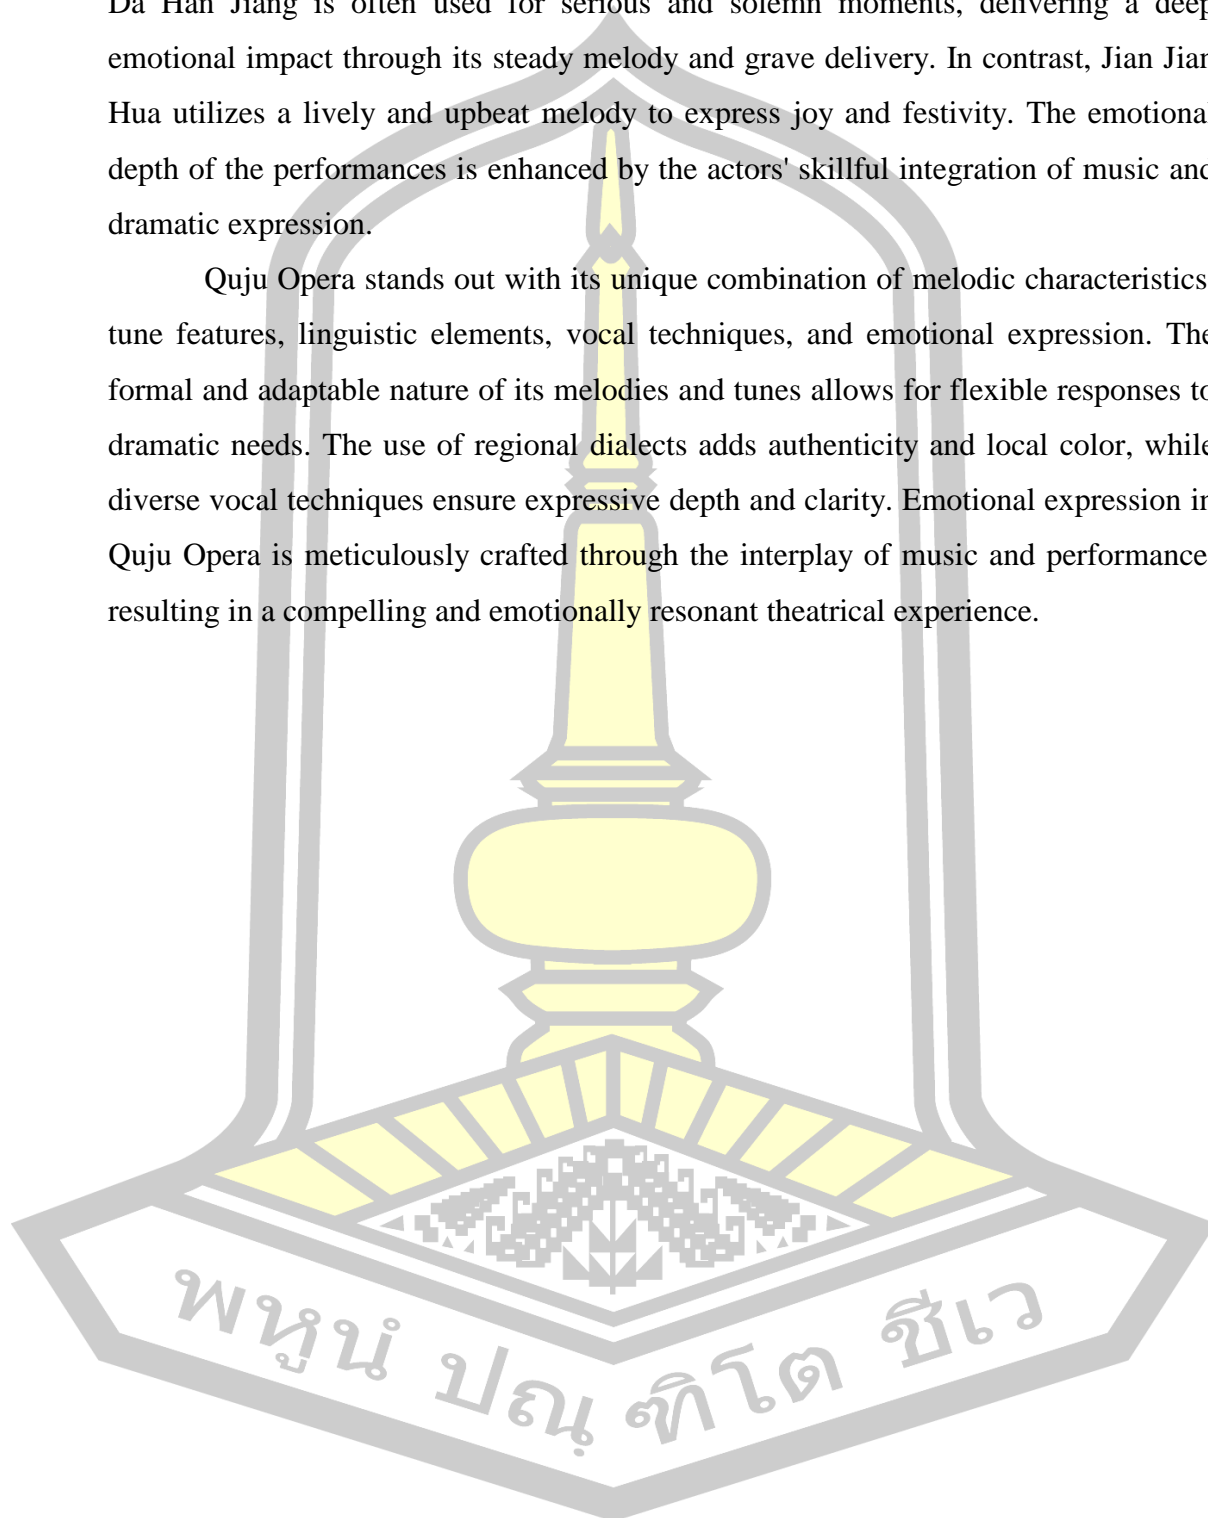 Da Han Jiang is often used for serious and solemn moments, delivering a deep
emotional impact through its steady melody and grave delivery. In contrast, Jian Jian
Hua utilizes a lively and upbeat melody to express joy and festivity. The emotional
depth of the performances is enhanced by the actors' skillful integration of music and
dramatic expression.
Quju Opera stands out with its unique combination of melodic characteristics,
tune features, linguistic elements, vocal techniques, and emotional expression. The
formal and adaptable nature of its melodies and tunes allows for flexible responses to
dramatic needs. The use of regional dialects adds authenticity and local color, while
diverse vocal techniques ensure expressive depth and clarity. Emotional expression in
Quju Opera is meticulously crafted through the interplay of music and performance,
resulting in a compelling and emotionally resonant theatrical experience.
พหูนํ ปณฺฑิโต ชีเว